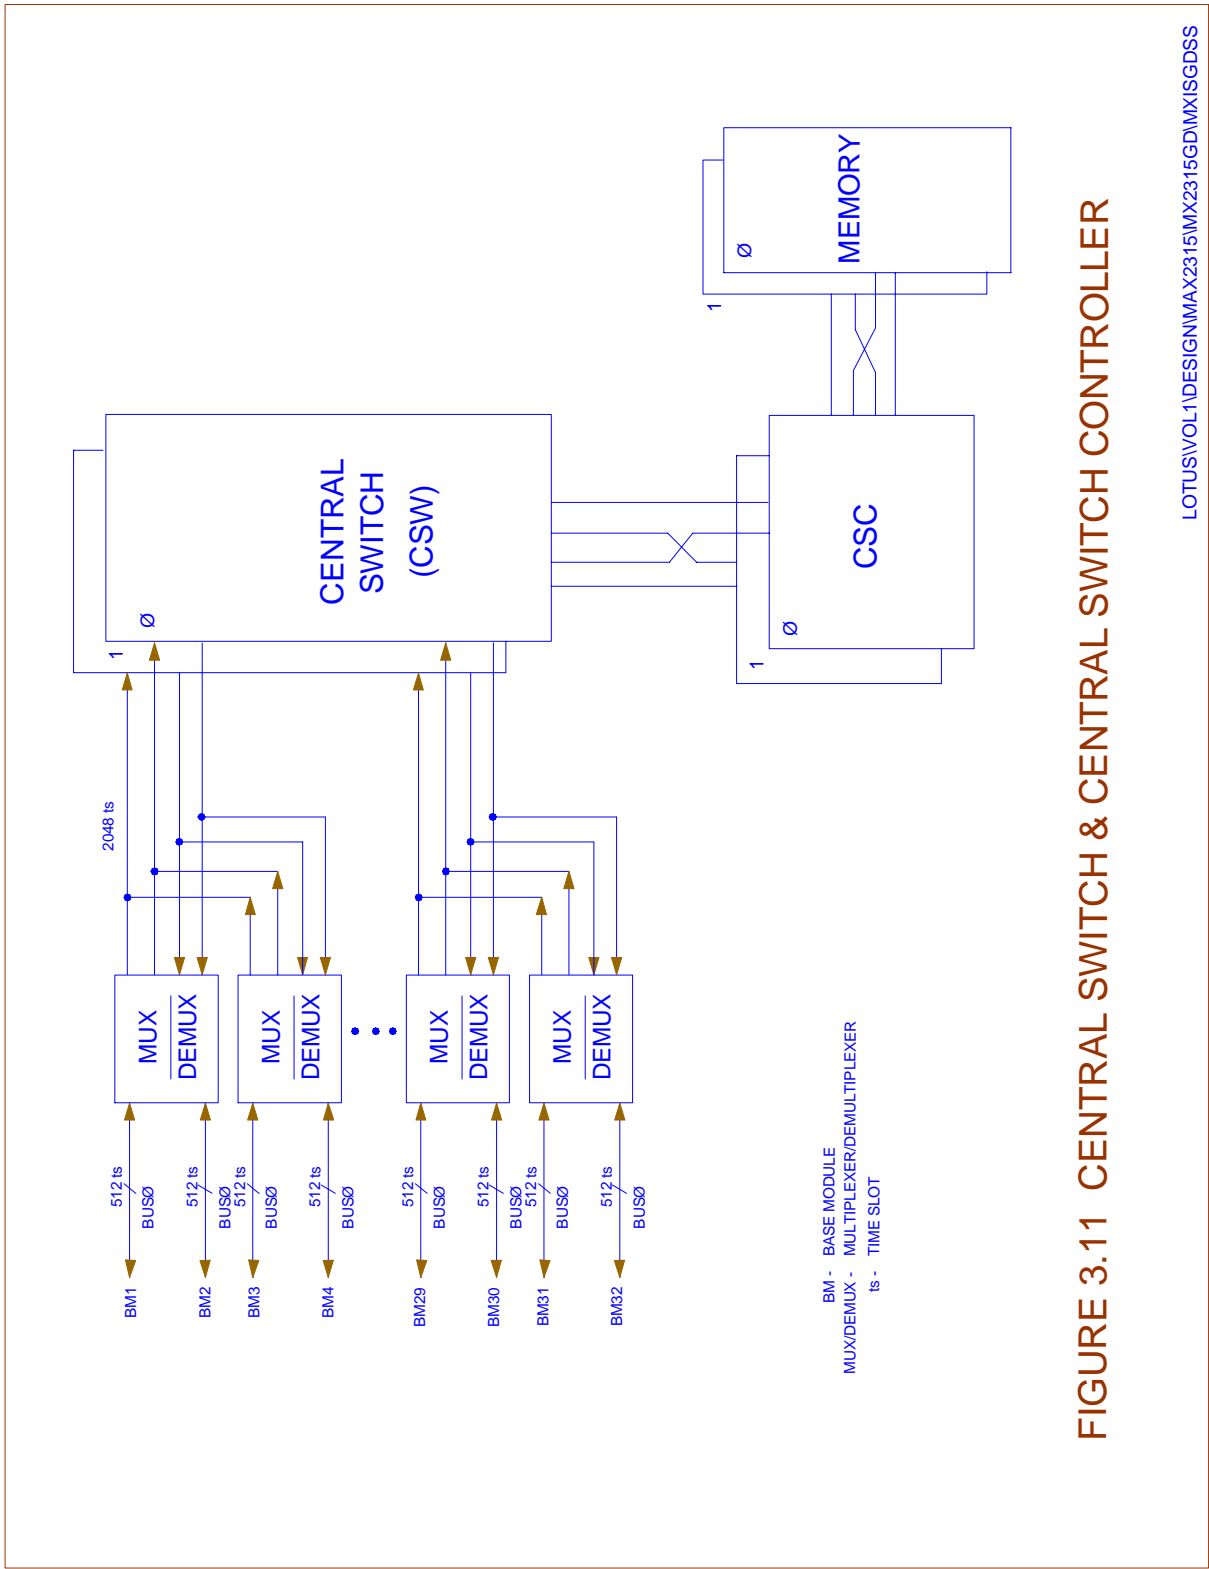 LOTUS\VOL1\DESIGN\MAX2315\MX2315GD\MXISGDSS
BM1
512 ts
BUSØ
BM2
512 ts
BUSØ
BM3
512 ts
BUSØ
BM4
512 ts
BUSØ
BM29
512 ts
BUSØ
BM30
512 ts
BUSØ
BM31
512 ts
BUSØ
BM32
512 ts
BUSØ
MUX
DEMUX
MUX
DEMUX
MUX
DEMUX
MUX
DEMUX
2048 ts
1
Ø
CENTRAL
SWITCH
(CSW)
1
Ø
CSC
1
Ø
MEMORY
BM - BASE MODULE
MUX/DEMUX - MULTIPLEXER/DEMULTIPLEXER
ts - TIME SLOT
FIGURE 3.11 CENTRAL SWITCH & CENTRAL SWITCH CONTROLLER